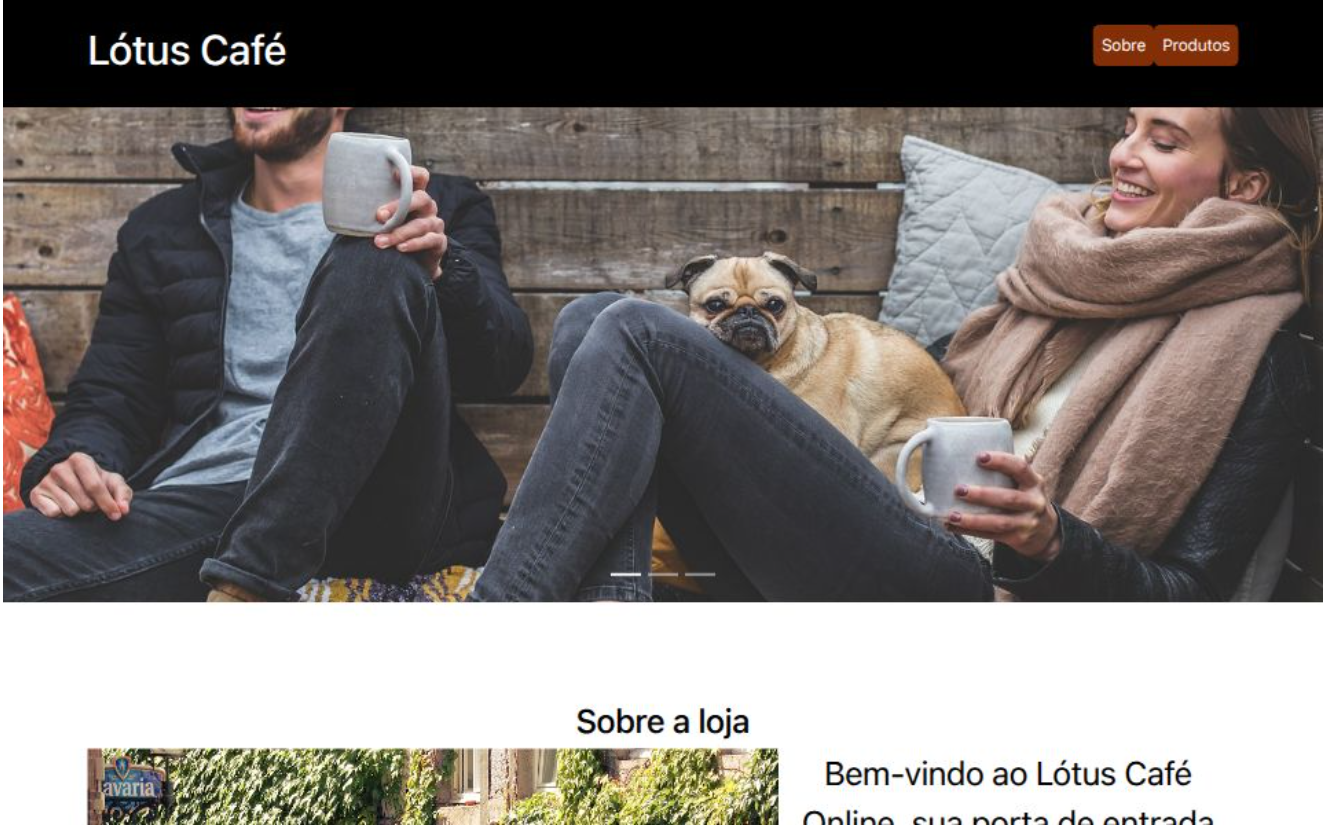 Lótus Café
Sobre Produtos
Sobre a loja
Bem-vindo ao Lótus Café
Online, sua porta de entrada
avaria